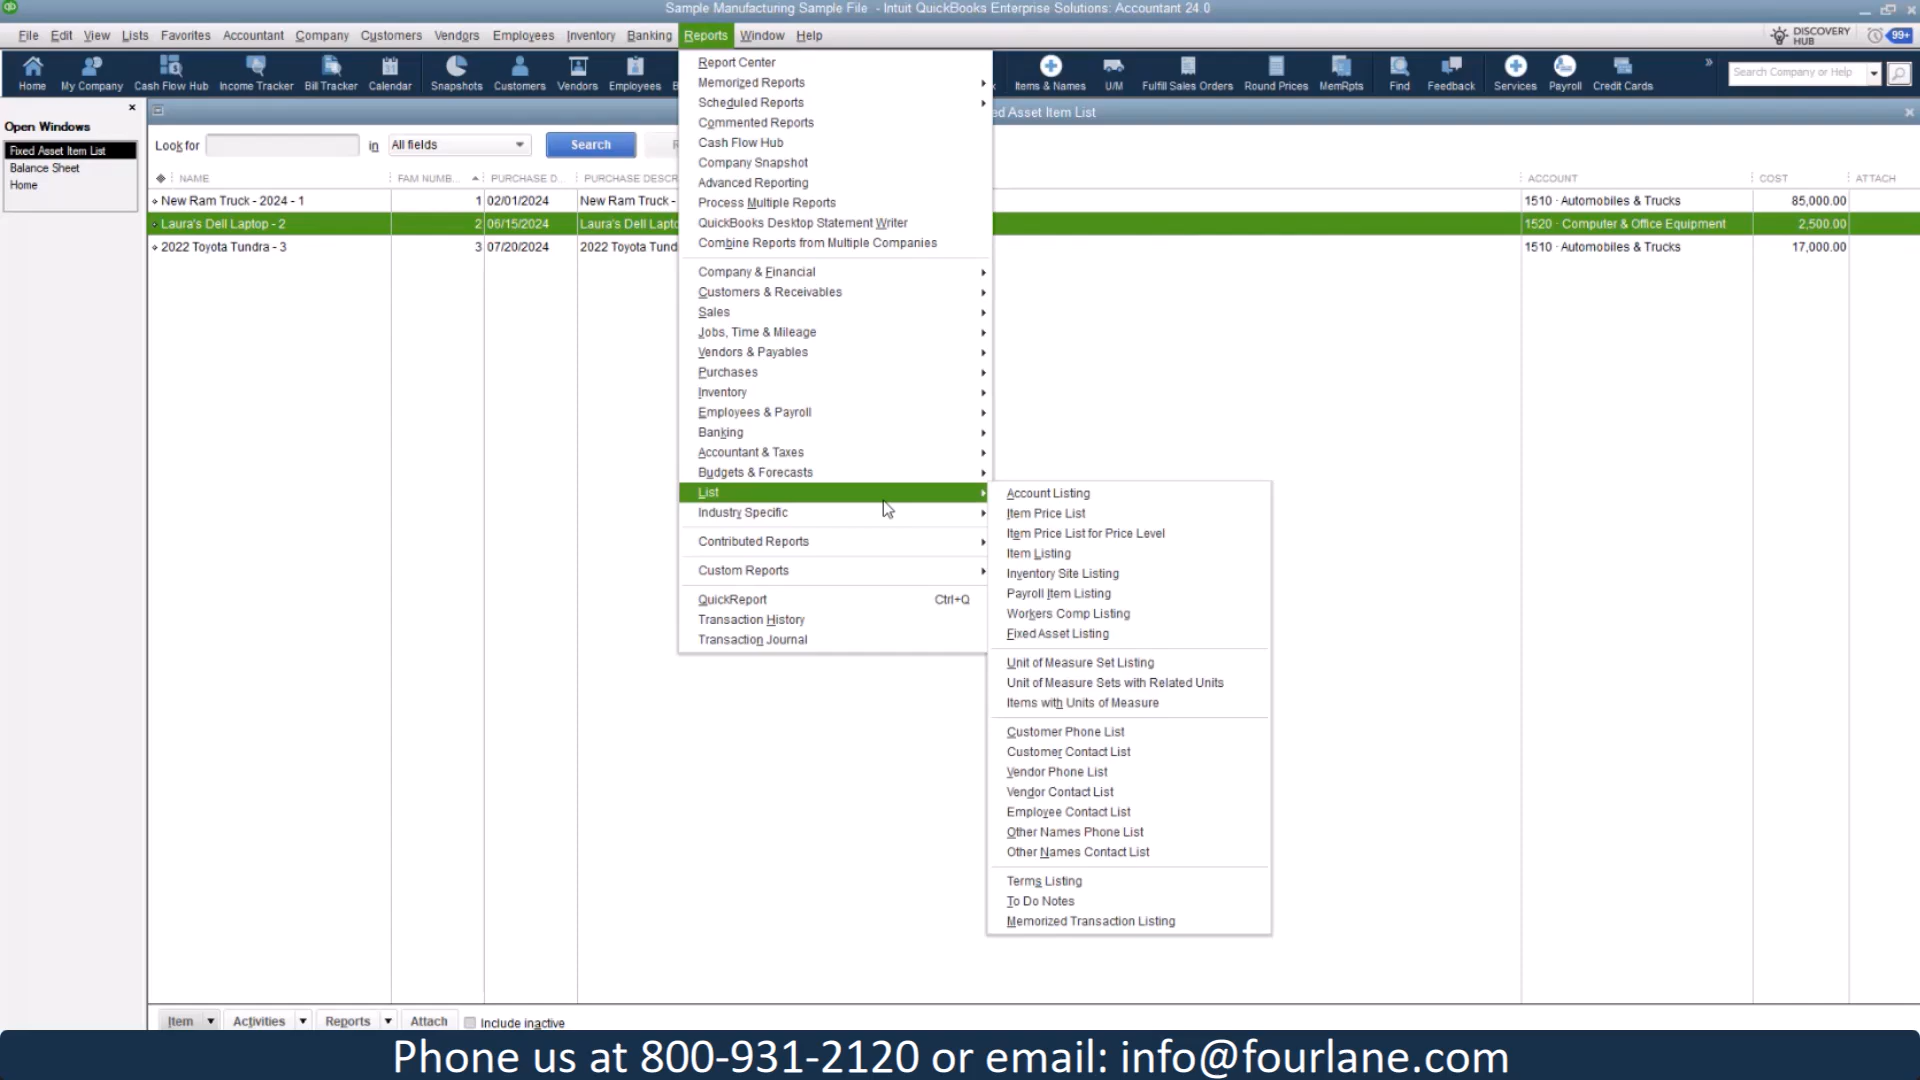 Sample Manufacturing Sample File - Intuit QuickBooks Enterprise Solutions: Accountant 24.0
File Edit View Lists Favorites Accountant Company Customers Vendors Employees Inventory Banking Reports Window Help
DISCOVERY HUB 99+
Home My Company Cash Flow Hub Income Tracker Bill Tracker Calendar Snapshots Customers Vendors Employees Items & Names U/M Fulfill Sales Orders Round Prices MemRpts Find Feedback Services Payroll Credit Cards » Search Company or Help
Open Windows
Fixed Asset Item List
Balance Sheet
Home
ed Asset Item List
Look for in All fields Search
NAME FAM NUMB... PURCHASE D... PURCHASE DESCR ACCOUNT COST ATTACH
New Ram Truck - 2024 - 1 1 02/01/2024 New Ram Truck - 1510 · Automobiles & Trucks 85,000.00
Laura's Dell Laptop - 2 2 06/15/2024 Laura's Dell Lapto 1520 · Computer & Office Equipment 2,500.00
2022 Toyota Tundra - 3 3 07/20/2024 2022 Toyota Tund 1510 · Automobiles & Trucks 17,000.00
Report Center
Memorized Reports
Scheduled Reports
Commented Reports
Cash Flow Hub
Company Snapshot
Advanced Reporting
Process Multiple Reports
QuickBooks Desktop Statement Writer
Combine Reports from Multiple Companies
Company & Financial
Customers & Receivables
Sales
Jobs, Time & Mileage
Vendors & Payables
Purchases
Inventory
Employees & Payroll
Banking
Accountant & Taxes
Budgets & Forecasts
List
Industry Specific
Contributed Reports
Custom Reports
QuickReport Ctrl+Q
Transaction History
Transaction Journal
Account Listing
Item Price List
Item Price List for Price Level
Item Listing
Inventory Site Listing
Payroll Item Listing
Workers Comp Listing
Fixed Asset Listing
Unit of Measure Set Listing
Unit of Measure Sets with Related Units
Items with Units of Measure
Customer Phone List
Customer Contact List
Vendor Phone List
Vendor Contact List
Employee Contact List
Other Names Phone List
Other Names Contact List
Terms Listing
To Do Notes
Memorized Transaction Listing
Item Activities Reports Attach Include inactive
Phone us at 800-931-2120 or email: info@fourlane.com